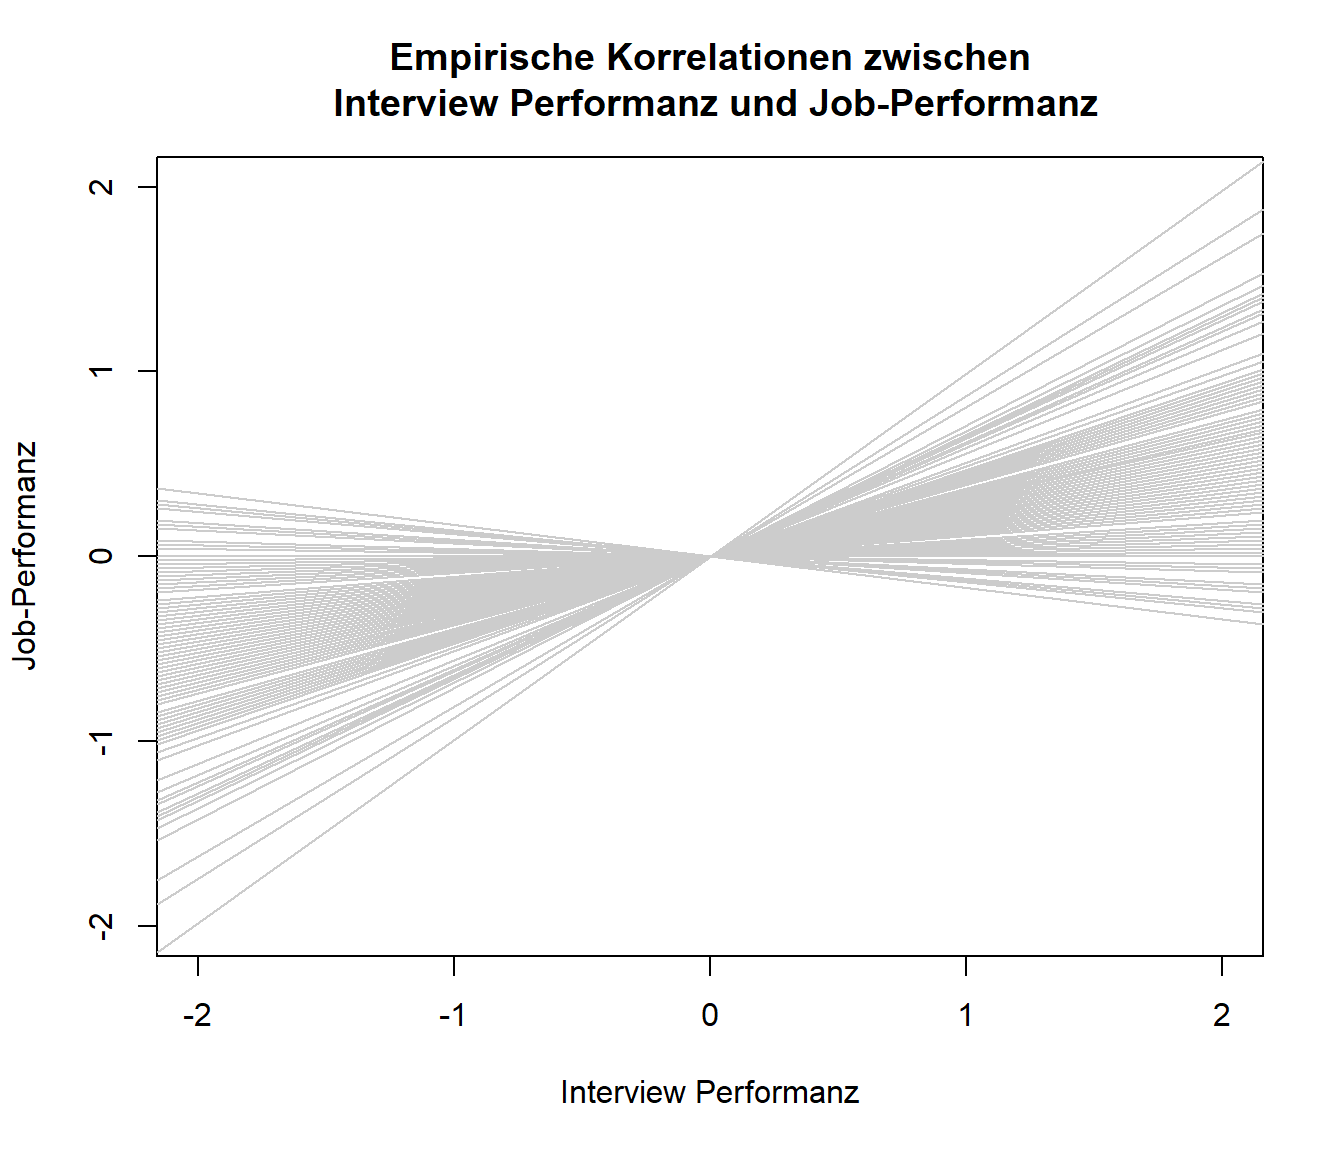 Empirische Korrelationen zwischen
Interview Performanz und Job-Performanz
Job-Performanz
2
1
0
-1
-2
-2
-1
0
1
2
Interview Performanz